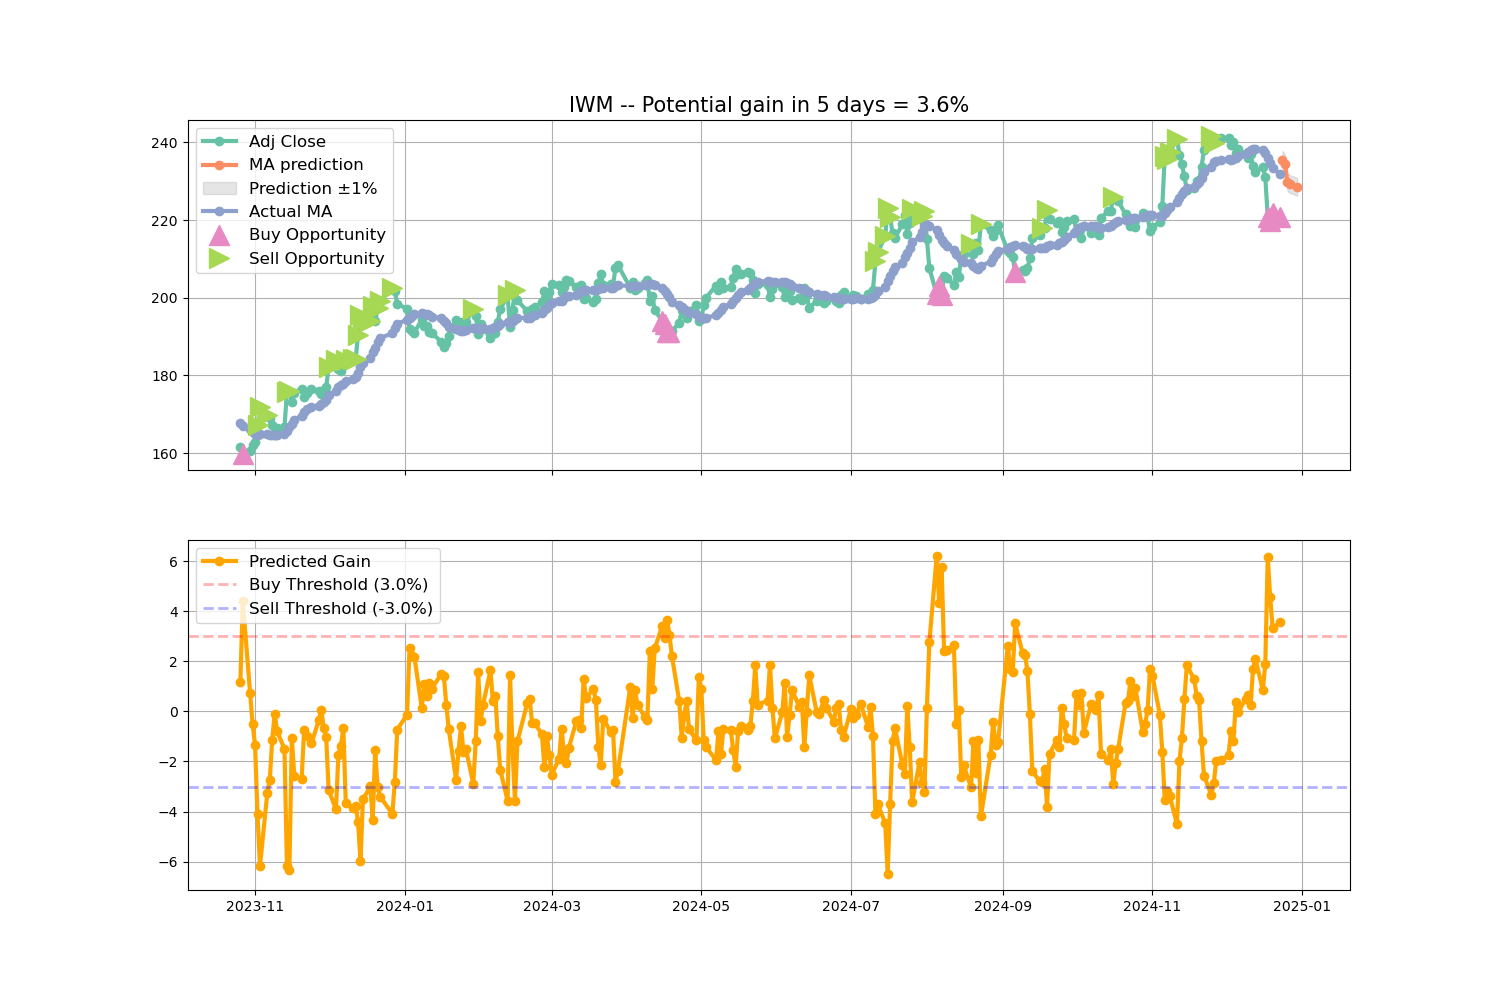 IWM -- Potential gain in 5 days = 3.6%
240
220
200
180
160
Adj Close
MA prediction
Prediction ±1%
Actual MA
Buy Opportunity
Sell Opportunity
6
4
2
0
−2
−4
−6
Predicted Gain
Buy Threshold (3.0%)
Sell Threshold (-3.0%)
2023-11
2024-01
2024-03
2024-05
2024-07
2024-09
2024-11
2025-01